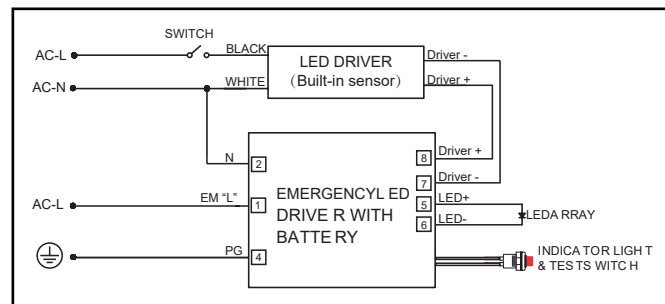 SWITCH
AC-L
BLACK
LED DRIVER
(Built-in sensor)
Driver -
AC-N
WHITE
Driver +
N
2
8
Driver +
7
Driver -
AC-L
EM "L"
1
EMERGENCYL ED
DRIVE R WITH
BATTE RY
5
LED+
LEDA RRAY
6
LED-
PG
4
INDICA TOR LIGH T
& TES TS WITC H